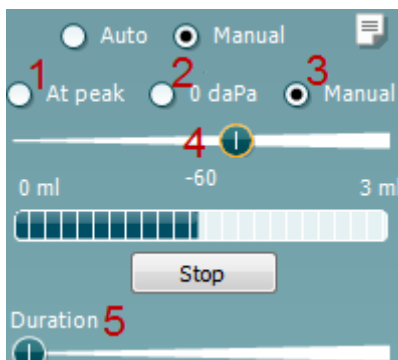 Auto Manual
1 At peak 2 0 daPa 3 Manual
4
-60
0 ml 3 ml
Stop
Duration 5